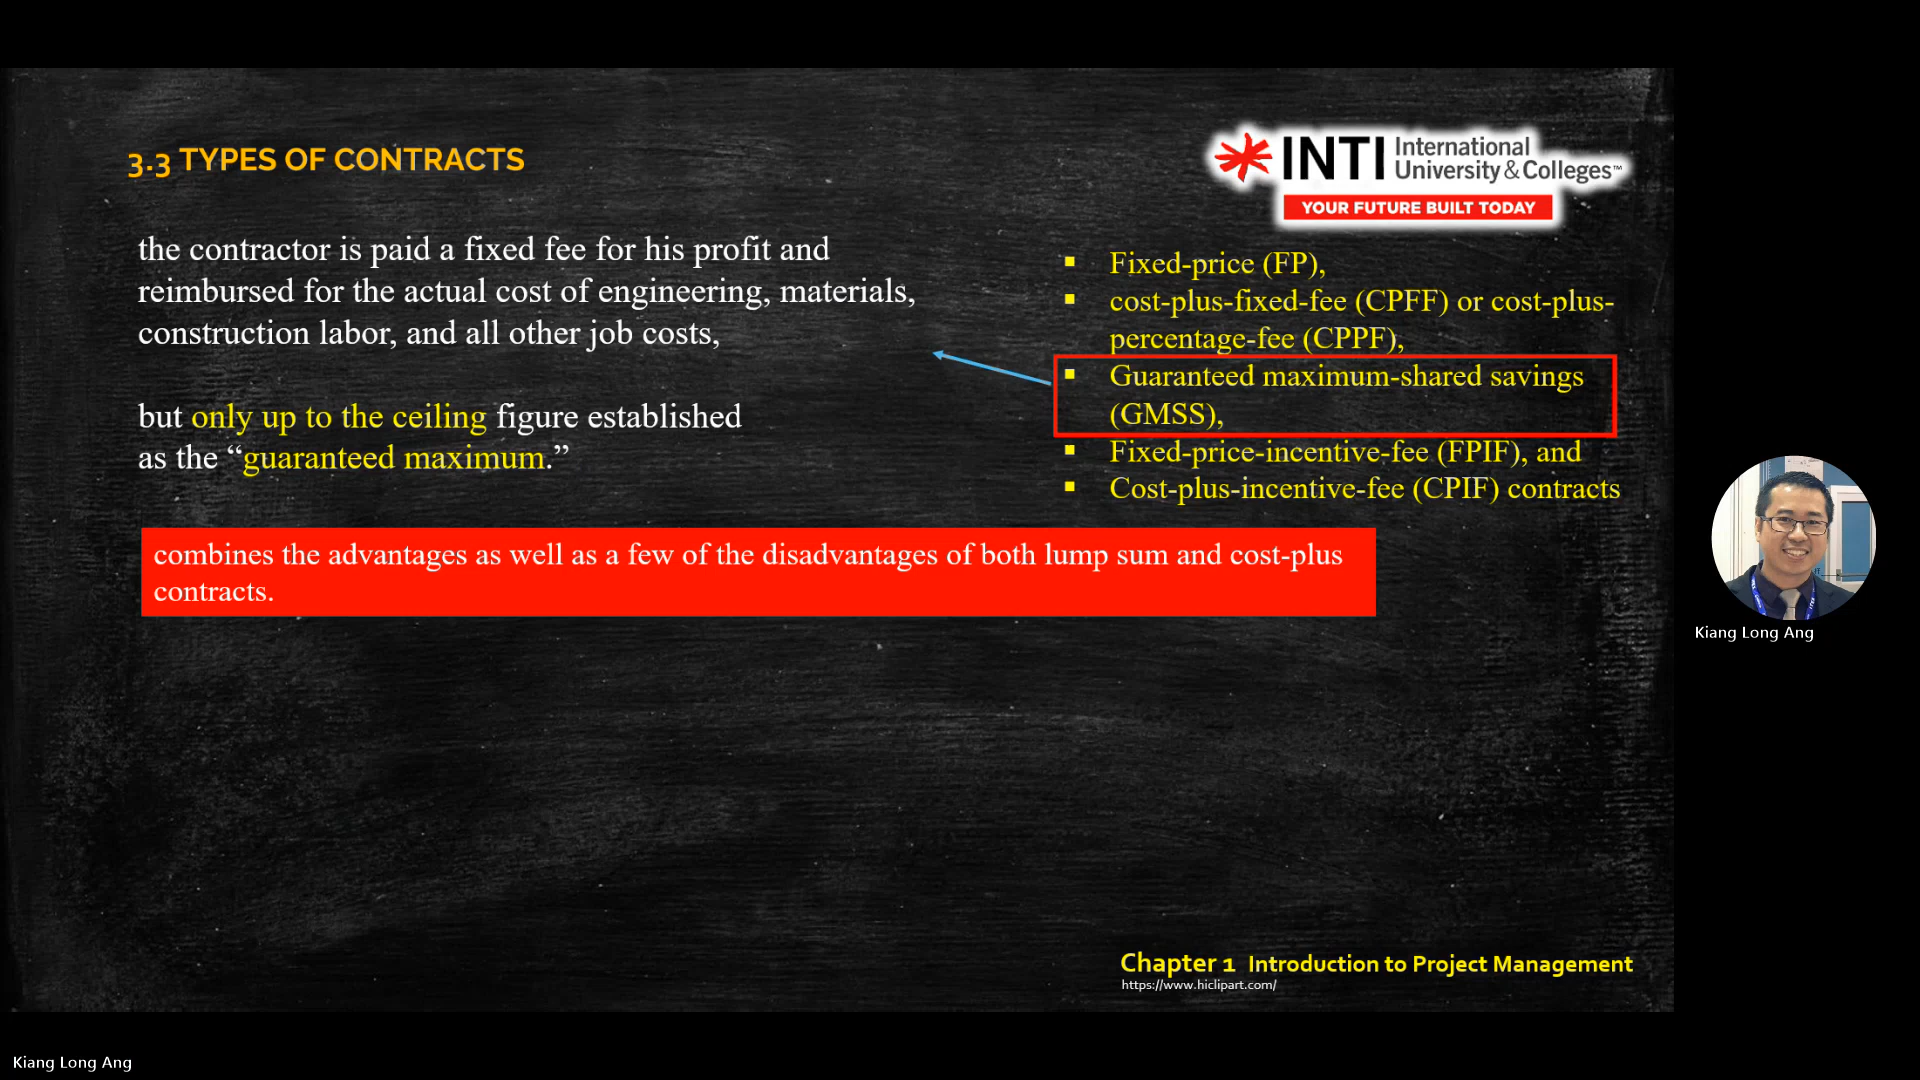 3.3 TYPES OF CONTRACTS
INTI International
University & Colleges™
YOUR FUTURE BUILT TODAY
the contractor is paid a fixed fee for his profit and
reimbursed for the actual cost of engineering, materials,
construction labor, and all other job costs,
but only up to the ceiling figure established
as the “guaranteed maximum.”
▪ Fixed-price (FP),
▪ cost-plus-fixed-fee (CPFF) or cost-plus-
percentage-fee (CPPF),
▪ Guaranteed maximum-shared savings
(GMSS),
▪ Fixed-price-incentive-fee (FPIF), and
▪ Cost-plus-incentive-fee (CPIF) contracts
combines the advantages as well as a few of the disadvantages of both lump sum and cost-plus
contracts.
Kiang Long Ang
Chapter 1 Introduction to Project Management
https://www.hiclipart.com/
Kiang Long Ang